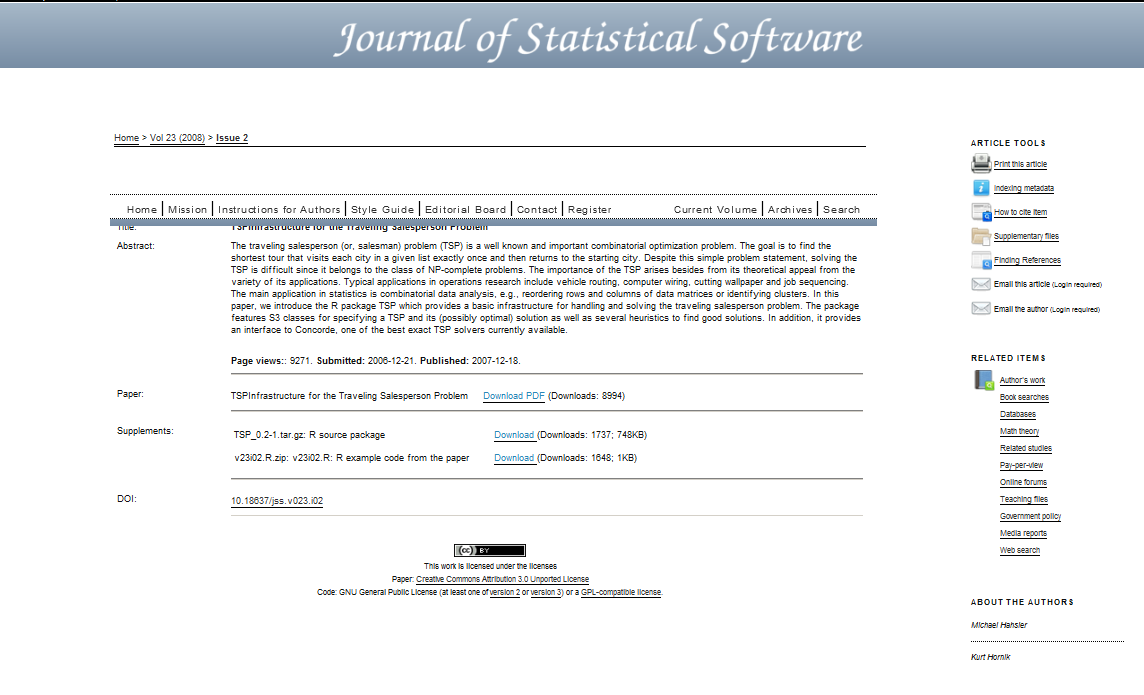 Journal of Statistical Software
Home > Vol 23 (2008) > Issue 2
Home | Mission | Instructions for Authors | Style Guide | Editorial Board | Contact | Register
Current Volume | Archives | Search
Title: TSPInfrastructure for the Traveling Salesperson Problem
Abstract: The traveling salesperson (or, salesman) problem (TSP) is a well known and important combinatorial optimization problem. The goal is to find the
shortest tour that visits each city in a given list exactly once and then returns to the starting city. Despite this simple problem statement, solving the
TSP is difficult since it belongs to the class of NP-complete problems. The importance of the TSP arises besides from its theoretical appeal from the
variety of its applications. Typical applications in operations research include vehicle routing, computer wiring, cutting wallpaper and job sequencing.
The main application in statistics is combinatorial data analysis, e.g., reordering rows and columns of data matrices or identifying clusters. In this
paper, we introduce the R package TSP which provides a basic infrastructure for handling and solving the traveling salesperson problem. The package
features S3 classes for specifying a TSP and its (possibly optimal) solution as well as several heuristics to find good solutions. In addition, it provides
an interface to Concorde, one of the best exact TSP solvers currently available.
Page views:: 9271. Submitted: 2006-12-21. Published: 2007-12-18.
Paper: TSPInfrastructure for the Traveling Salesperson Problem Download PDF (Downloads: 8994)
Supplements:
TSP_0.2-1.tar.gz: R source package Download (Downloads: 1737; 748KB)
v23i02.R.zip: v23i02.R: R example code from the paper Download (Downloads: 1648; 1KB)
DOI: 10.18637/jss.v023.i02
(cc) BY
This work is licensed under the licenses
Paper: Creative Commons Attribution 3.0 Unported License
Code: GNU General Public License (at least one of version 2 or version 3) or a GPL-compatible license.
ARTICLE TOOLS
Print this article
Indexing metadata
How to cite item
Supplementary files
Finding References
Email this article (Login required)
Email the author (Login required)
RELATED ITEMS
Author's work
Book searches
Databases
Math theory
Related studies
Pay-per-view
Online forums
Teaching files
Government policy
Media reports
Web search
ABOUT THE AUTHORS
Michael Hahsler
Kurt Hornik